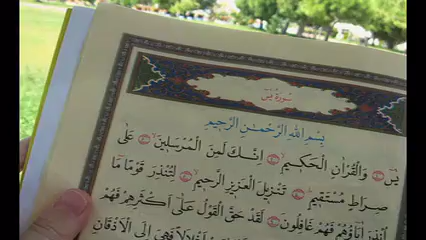 سورة يس
بسم الله الرحمن الرحيم
يس والقرآن الحكيم إنك لمن المرسلين على
صراط مستقيم تنزيل العزيز الرحيم لتنذر قوما ما
أنذر آباؤهم فهم غافلون لقد حق القول على أكثرهم فهم
فهي إلى الأذقان